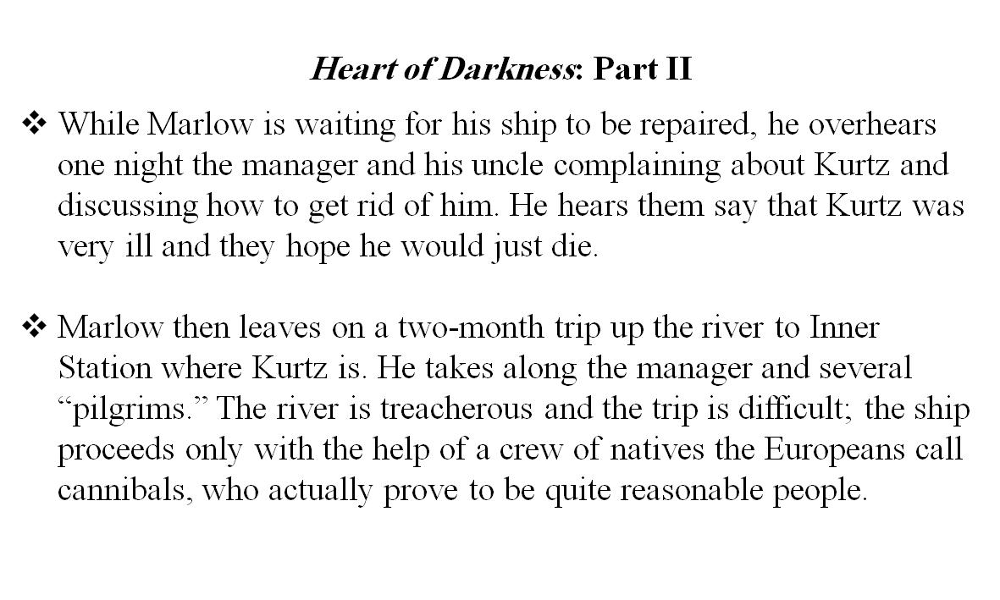 Heart of Darkness: Part II
❖ While Marlow is waiting for his ship to be repaired, he overhears
one night the manager and his uncle complaining about Kurtz and
discussing how to get rid of him. He hears them say that Kurtz was
very ill and they hope he would just die.
❖ Marlow then leaves on a two-month trip up the river to Inner
Station where Kurtz is. He takes along the manager and several
“pilgrims.” The river is treacherous and the trip is difficult; the ship
proceeds only with the help of a crew of natives the Europeans call
cannibals, who actually prove to be quite reasonable people.